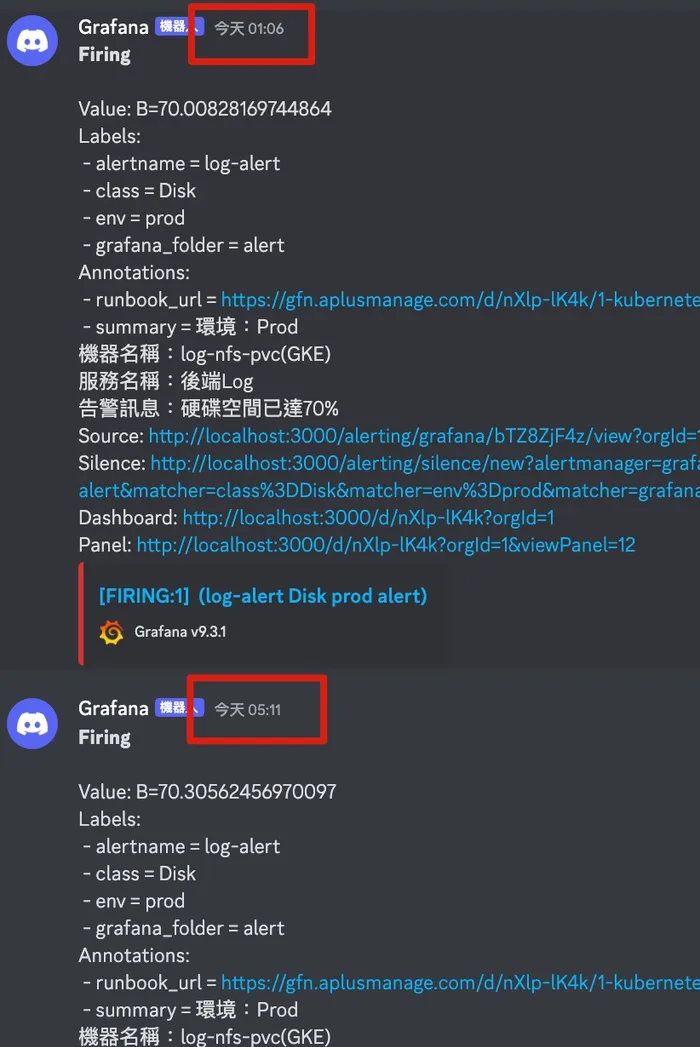 Grafana 機器人 今天 01:06
Firing
Value: B=70.00828169744864
Labels:
- alertname = log-alert
- class = Disk
- env = prod
- grafana_folder = alert
Annotations:
- runbook_url = https://gfn.aplusmanage.com/d/nXlp-lK4k/1-kubernete
- summary = 環境：Prod
機器名稱：log-nfs-pvc(GKE)
服務名稱：後端Log
告警訊息：硬碟空間已達70%
Source: http://localhost:3000/alerting/grafana/bTZ8ZjF4z/view?orgId=1
Silence: http://localhost:3000/alerting/silence/new?alertmanager=grafa
alert&matcher=class%3DDisk&matcher=env%3Dprod&matcher=grafana
Dashboard: http://localhost:3000/d/nXlp-lK4k?orgId=1
Panel: http://localhost:3000/d/nXlp-lK4k?orgId=1&viewPanel=12
[FIRING:1] (log-alert Disk prod alert)
Grafana v9.3.1
Grafana 機器人 今天 05:11
Firing
Value: B=70.30562456970097
Labels:
- alertname = log-alert
- class = Disk
- env = prod
- grafana_folder = alert
Annotations:
- runbook_url = https://gfn.aplusmanage.com/d/nXlp-lK4k/1-kubernete
- summary = 環境：Prod
機器名稱：log-nfs-pvc(GKE)